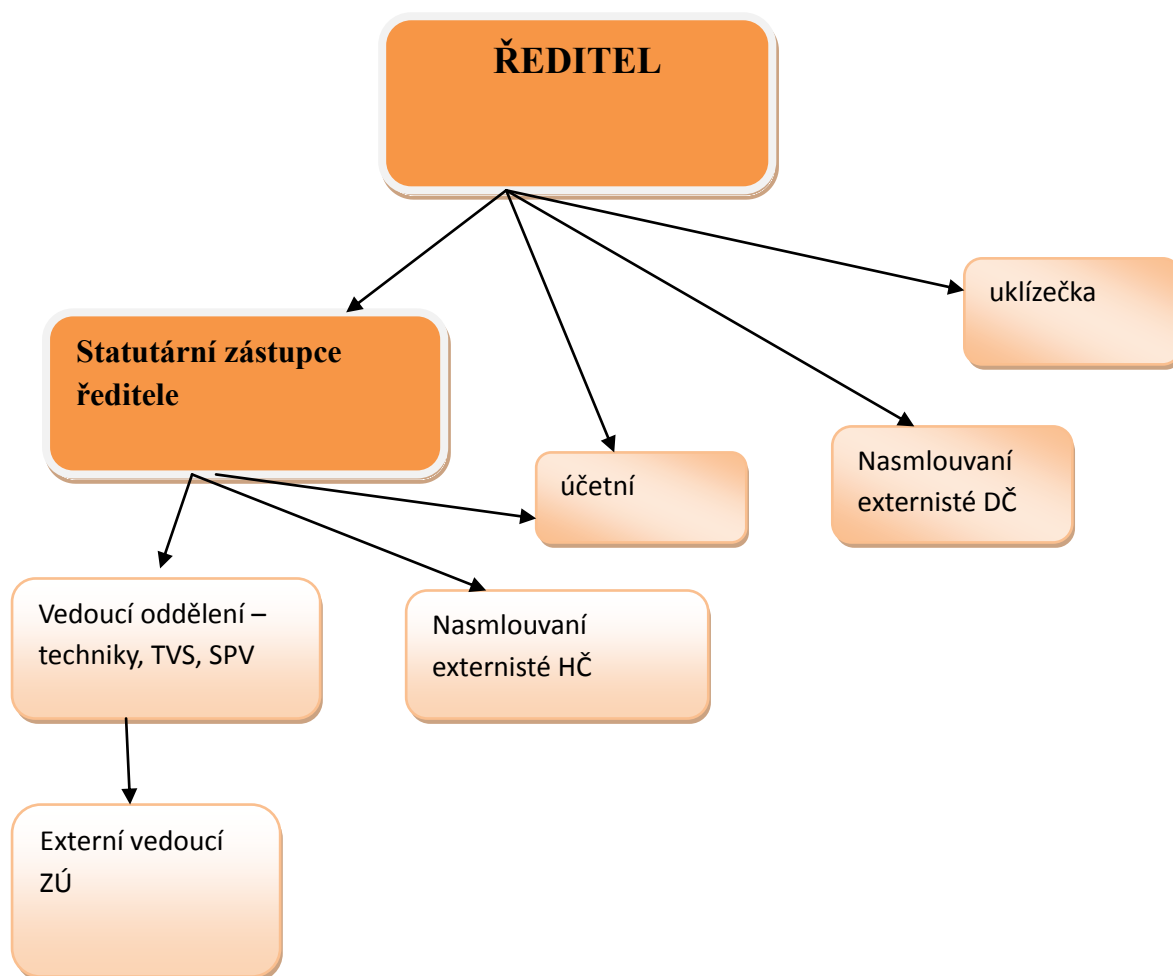 ŘEDITEL
uklízečka
Statutární zástupce
ředitele
Nasmlouvaní
externisté DČ
účetní
Vedoucí oddělení –
techniky, TVS, SPV
Nasmlouvaní
externisté HČ
Externí vedoucí
ZÚ